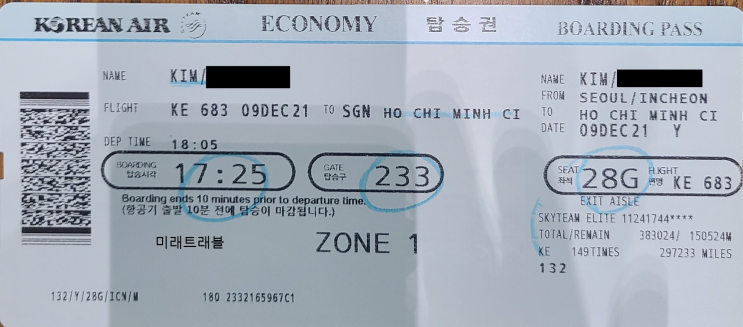 KOREAN AIR ECONOMY 탑승권 BOARDING PASS
NAME KIM/
FLIGHT KE 683 09DEC21 TO SGN HO CHI MINH CI
DEP TIME 18:05
BOARDING 탑승시각 17:25 GATE 탑승구 233
Boarding ends 10 minutes prior to departure time.
(항공기 출발 10분 전에 탑승이 마감됩니다.)
미래트래블 ZONE 1
132/Y/28G/ICN/M 180 2332165967C1
NAME KIM/
FROM SEOUL/INCHEON
TO HO CHI MINH CI
DATE 09DEC21 Y
SEAT 좌석 28G FLIGHT 편명 KE 683
EXIT AISLE
SKYTEAM ELITE 11241744****
TOTAL/REMAIN 383024/ 150524M
KE 149TIMES 297233 MILES
132